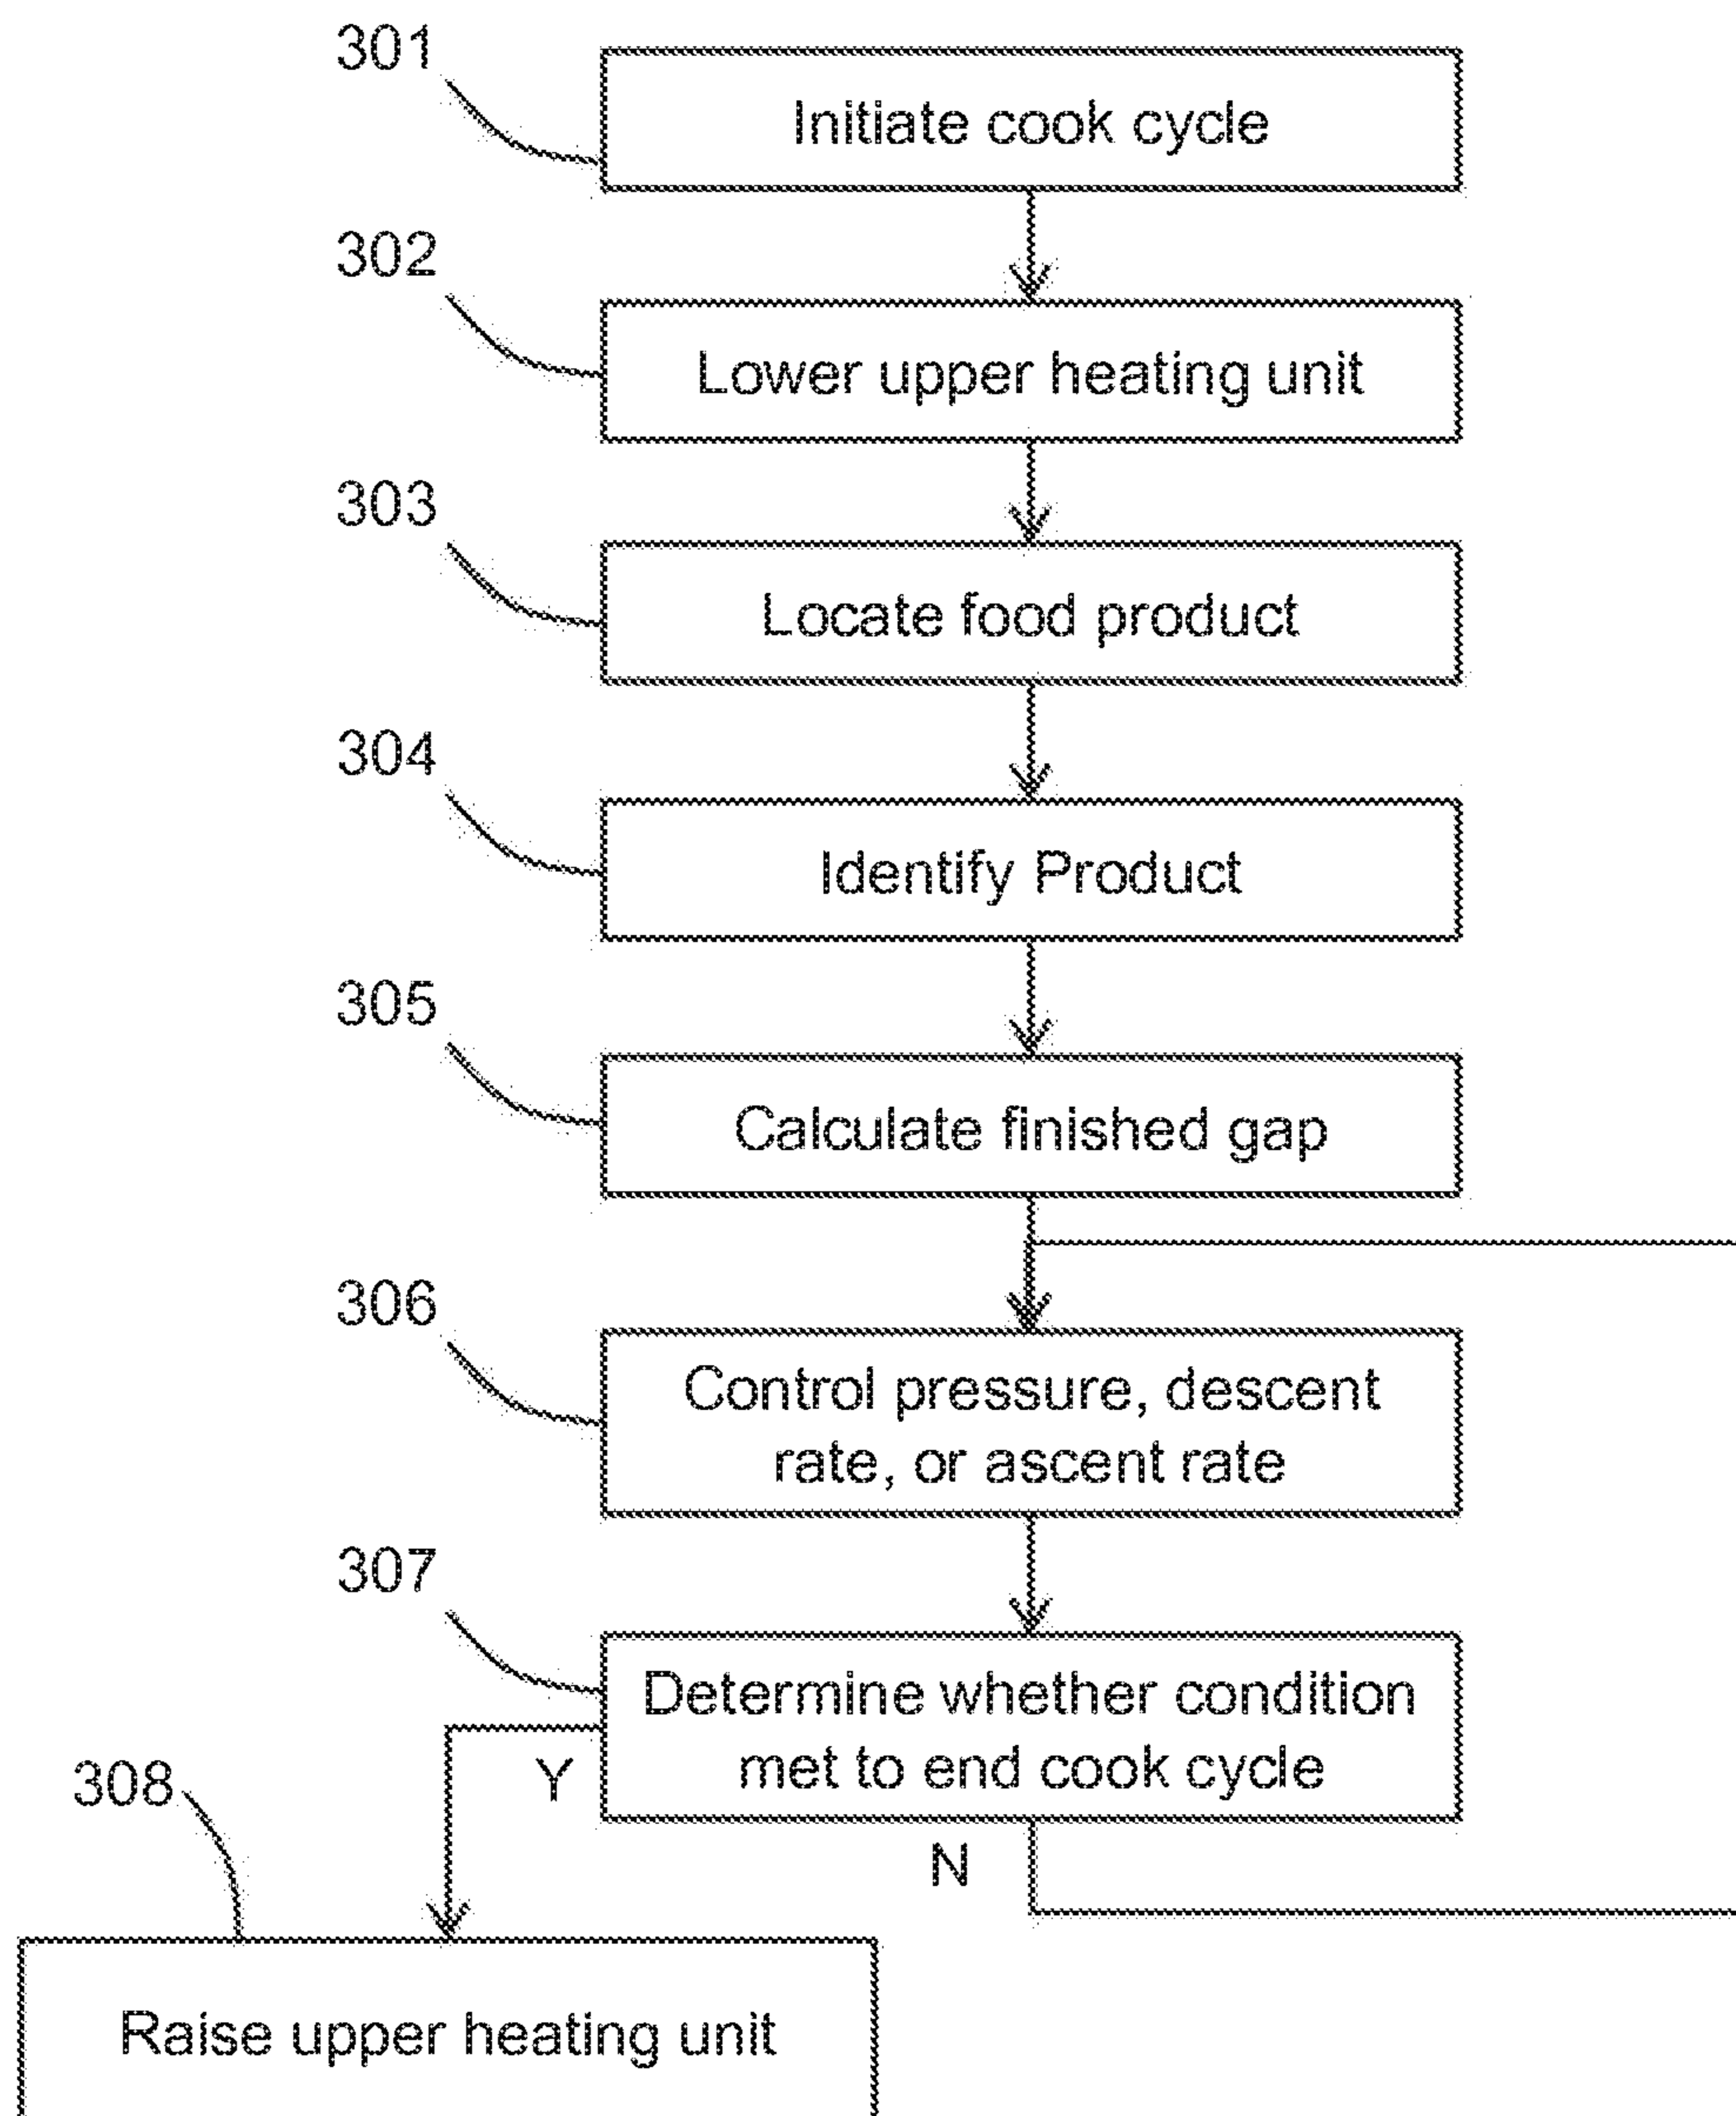 301
Initiate cook cycle
302
Lower upper heating unit
303
Locate food product
304
Identify Product
305
Calculate finished gap
306
Control pressure, descent
rate, or ascent rate
307
Determine whether condition
met to end cook cycle
Y
308
N
Raise upper heating unit